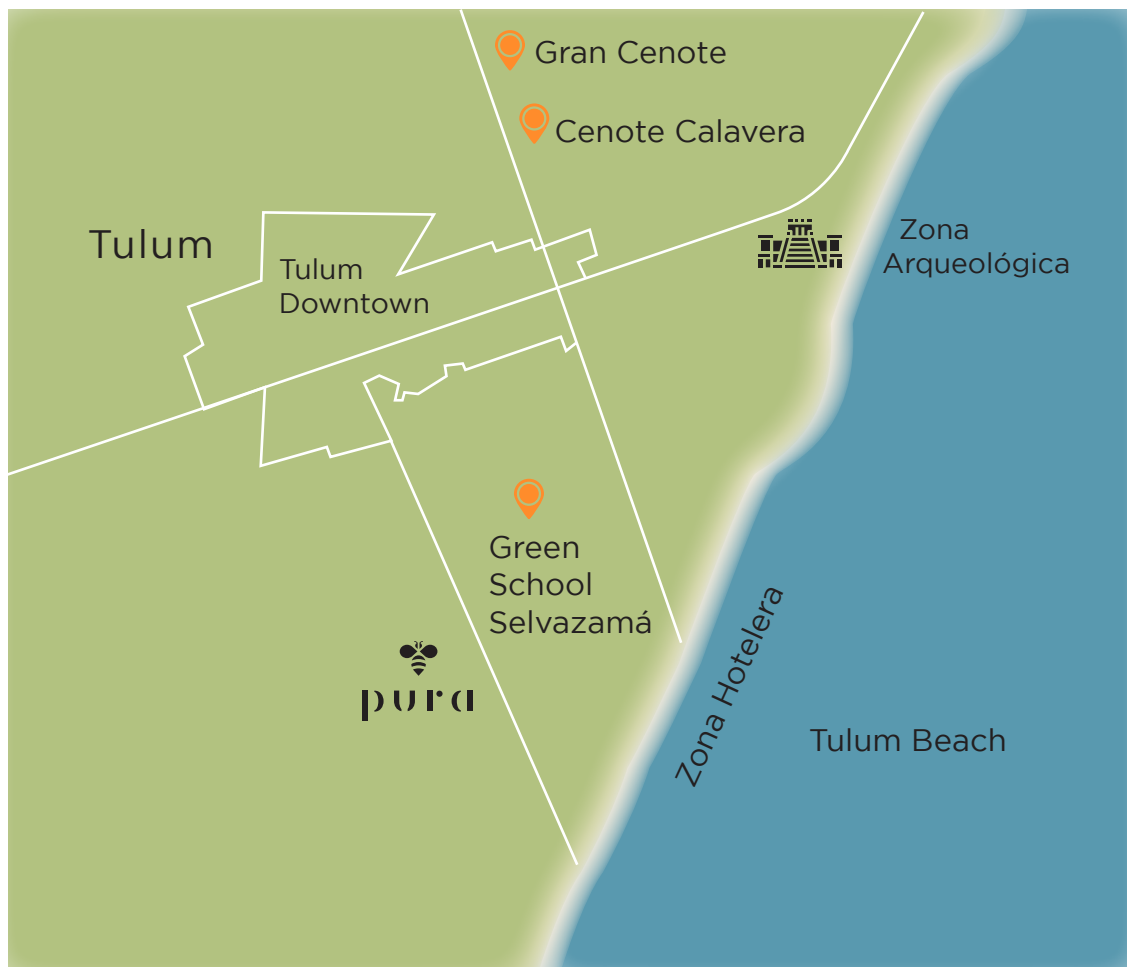 Gran Cenote
Cenote Calavera
Tulum
Tulum
Downtown
Zona
Arqueológica
Green
School
Selvazamá
pura
Zona Hotelera
Tulum Beach